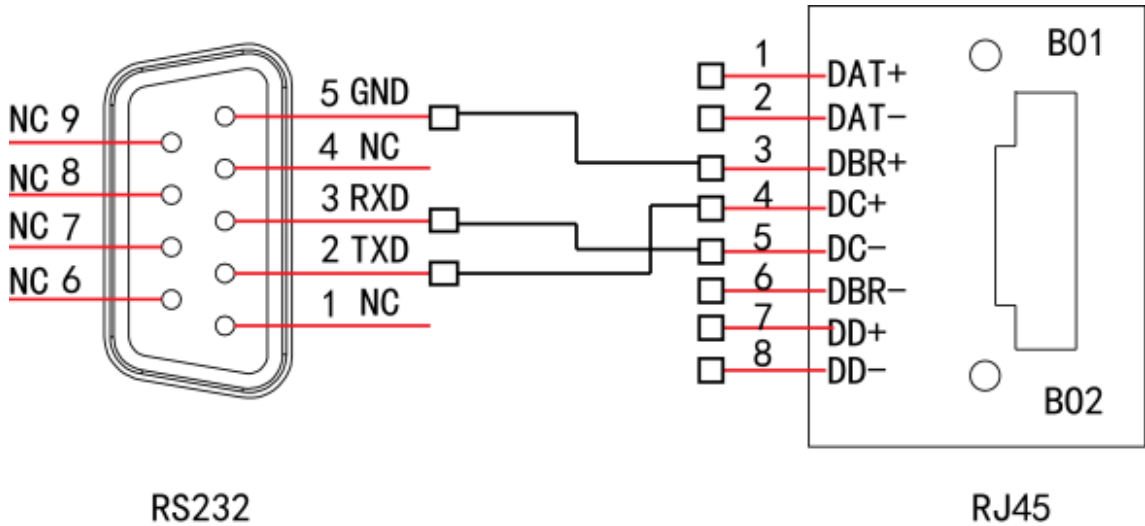 NC 9
NC 8
NC 7
NC 6
5 GND
4 NC
3 RXD
2 TXD
1 NC
1 DAT+
2 DAT-
3 DBR+
4 DC+
5 DC-
6 DBR-
7 DD+
8 DD-
B01
B02
RS232
RJ45